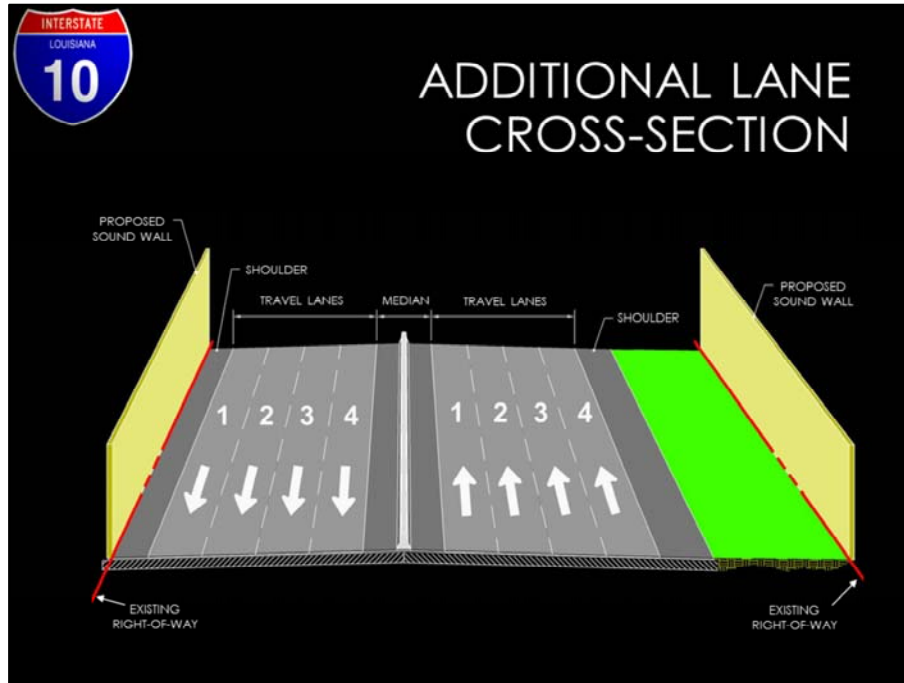 INTERSTATE
LOUISIANA
10
ADDITIONAL LANE
CROSS-SECTION
PROPOSED
SOUND WALL
SHOULDER
TRAVEL LANES
MEDIAN
TRAVEL LANES
SHOULDER
PROPOSED
SOUND WALL
1 2 3 4
1 2 3 4
EXISTING
RIGHT-OF-WAY
EXISTING
RIGHT-OF-WAY